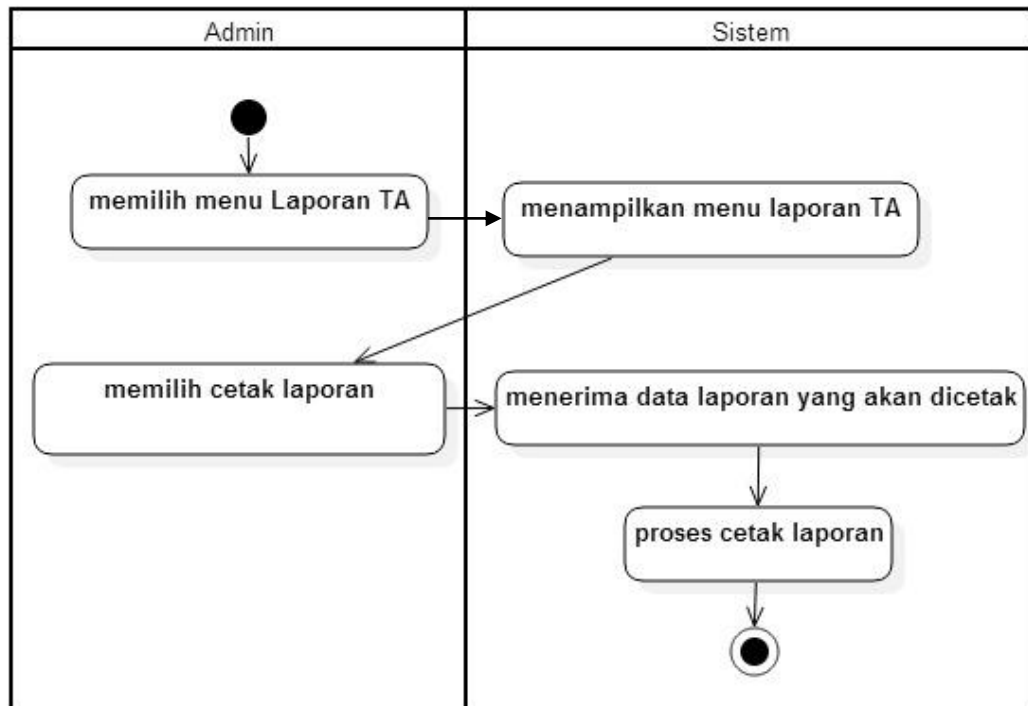 Admin
Sistem
memilih menu Laporan TA
menampilkan menu laporan TA
memilih cetak laporan
menerima data laporan yang akan dicetak
proses cetak laporan